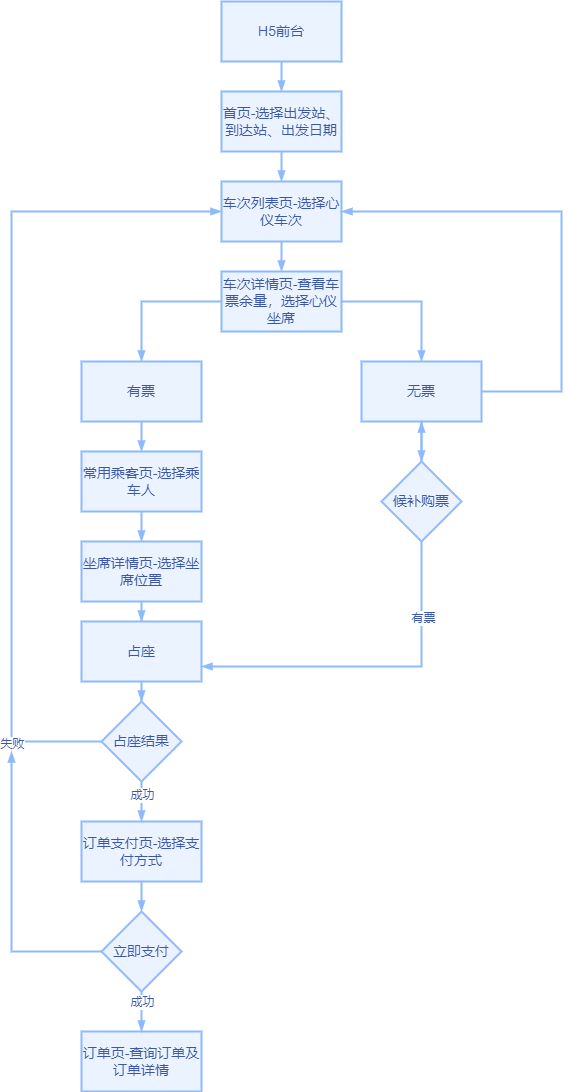 H5前台
首页-选择出发站、
到达站、出发日期
车次列表页-选择心
仪车次
车次详情页-查看车
票余量，选择心仪
坐席
有票
无票
常用乘客页-选择乘
车人
候补购票
坐席详情页-选择坐
席位置
有票
占座
占座结果
失败
成功
订单支付页-选择支
付方式
立即支付
成功
订单页-查询订单及
订单详情